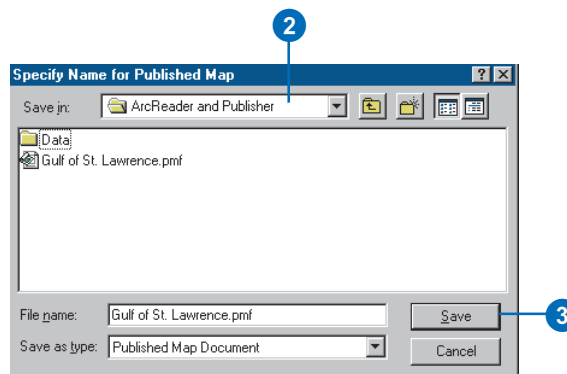 2
Specify Name for Published Map
Save in: ArcReader and Publisher
Data
Gulf of St. Lawrence.pmf
File name: Gulf of St. Lawrence.pmf Save
3
Save as type: Published Map Document Cancel